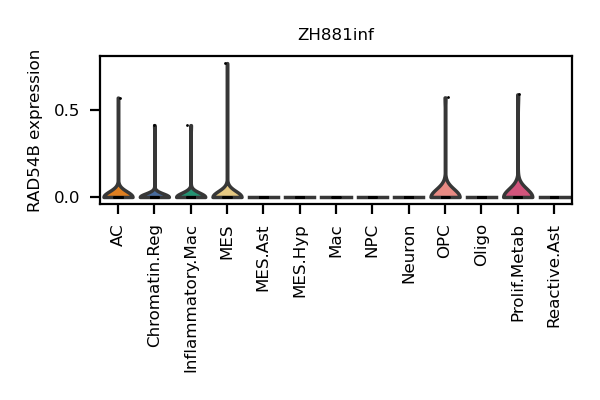 ZH881inf
RAD54B expression
0.5
0.0
AC
Chromatin.Reg
Inflammatory.Mac
MES
MES.Ast
MES.Hyp
Mac
NPC
Neuron
OPC
Oligo
Prolif.Metab
Reactive.Ast